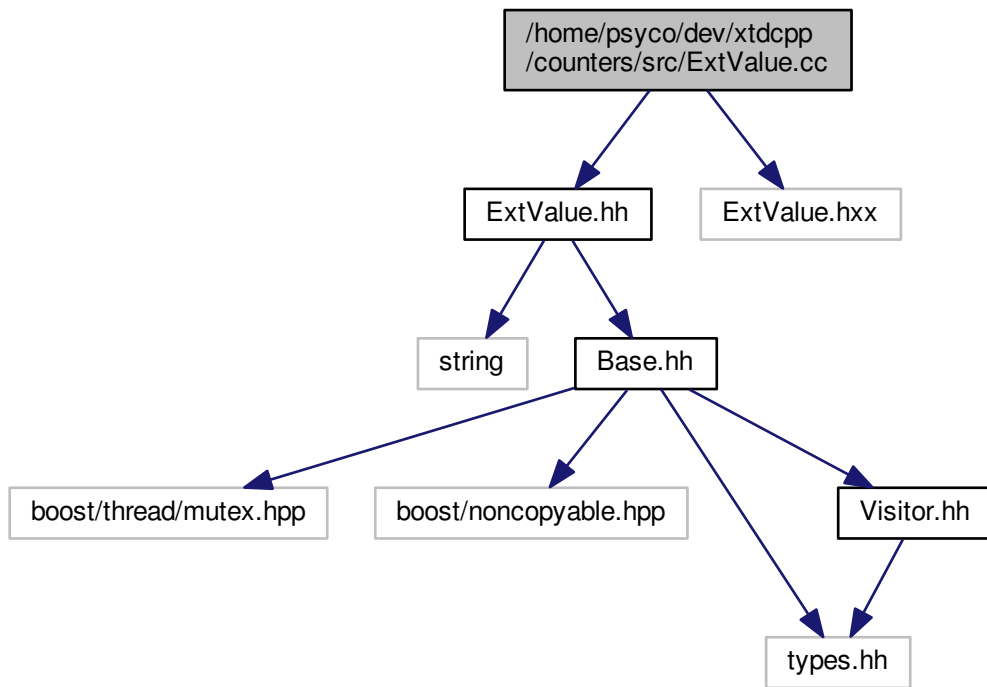 /home/psyco/dev/xtdcpp
/counters/src/ExtValue.cc
ExtValue.hh
ExtValue.hxx
string
Base.hh
boost/thread/mutex.hpp
boost/noncopyable.hpp
Visitor.hh
types.hh